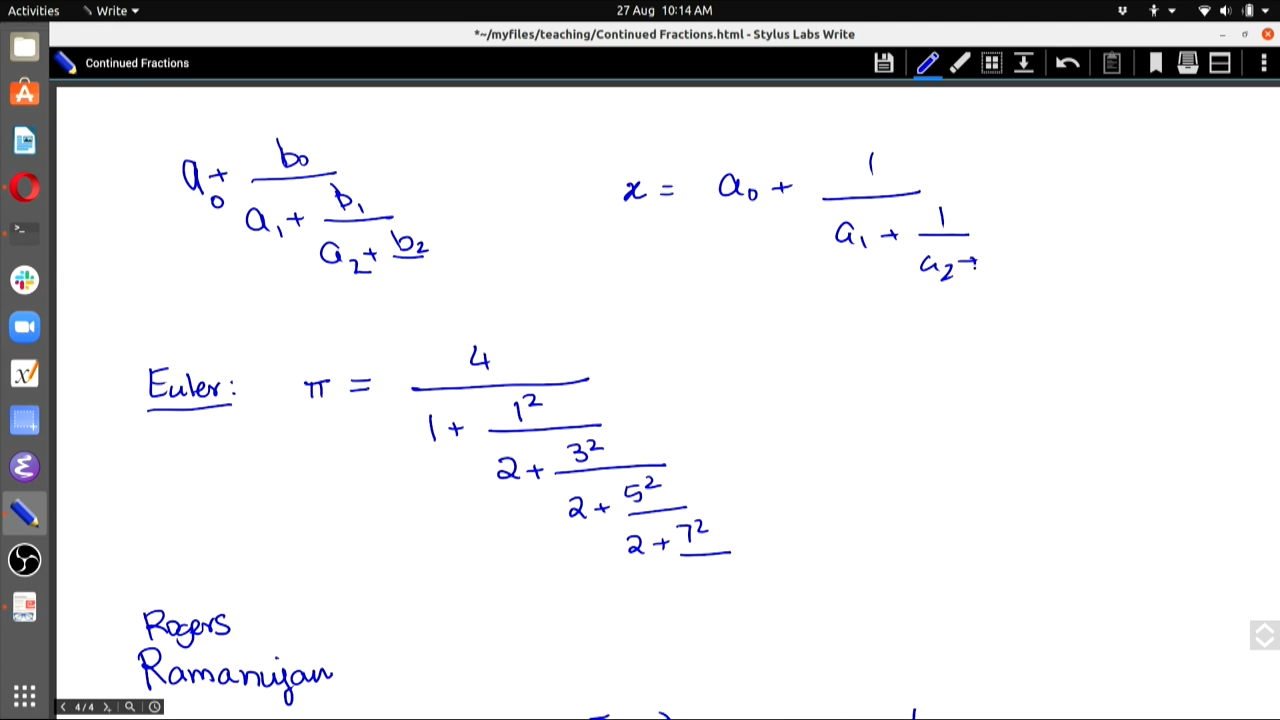 Activities Write 27 Aug 10:14 AM
*~/myfiles/teaching/Continued Fractions.html - Stylus Labs Write
Continued Fractions
a₀ + b₀ / (a₁ + b₁ / (a₂ + b₂
x = a₀ + 1 / (a₁ + 1 / (a₂ +
Euler: π = 4 / (1 + 1² / (2 + 3² / (2 + 5² / (2 + 7²
Rogers
Ramanujan
4/4